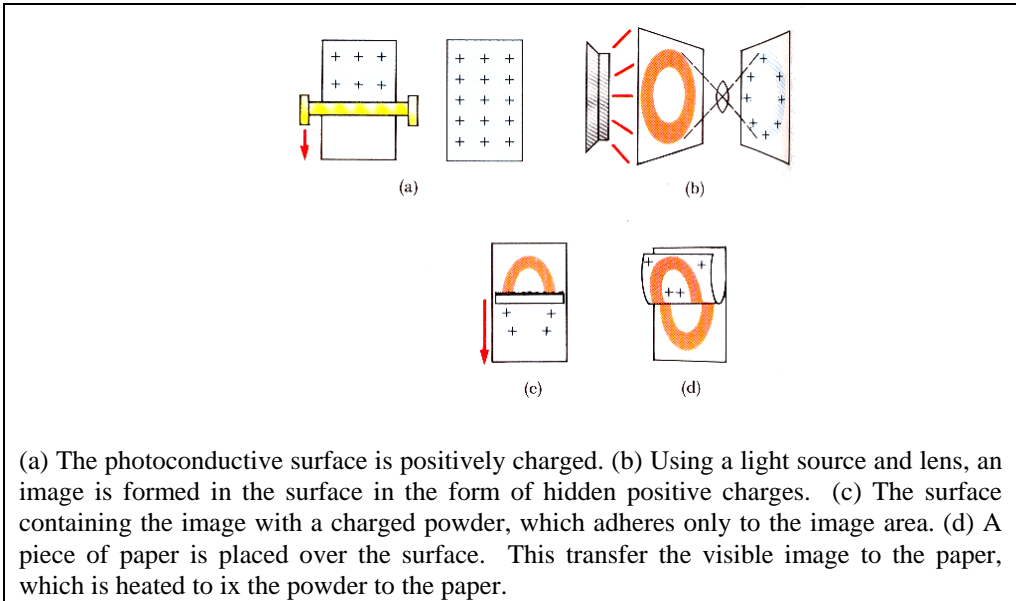 (a)
(b)
(c)
(d)
(a) The photoconductive surface is positively charged. (b) Using a light source and lens, an
image is formed in the surface in the form of hidden positive charges. (c) The surface
containing the image with a charged powder, which adheres only to the image area. (d) A
piece of paper is placed over the surface. This transfer the visible image to the paper,
which is heated to ix the powder to the paper.